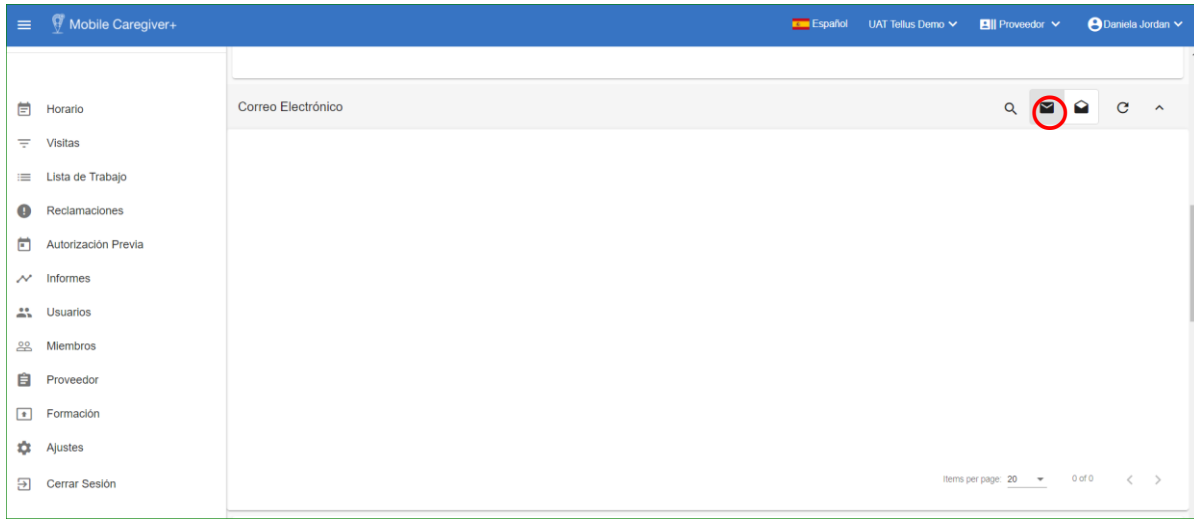 Mobile Caregiver+
Español UAT Tellus Demo Proveedor Daniela Jordan
Correo Electrónico
Horario
Visitas
Lista de Trabajo
Reclamaciones
Autorización Previa
Informes
Usuarios
Miembros
Proveedor
Formación
Ajustes
Cerrar Sesión
Items per page: 20 0 of 0